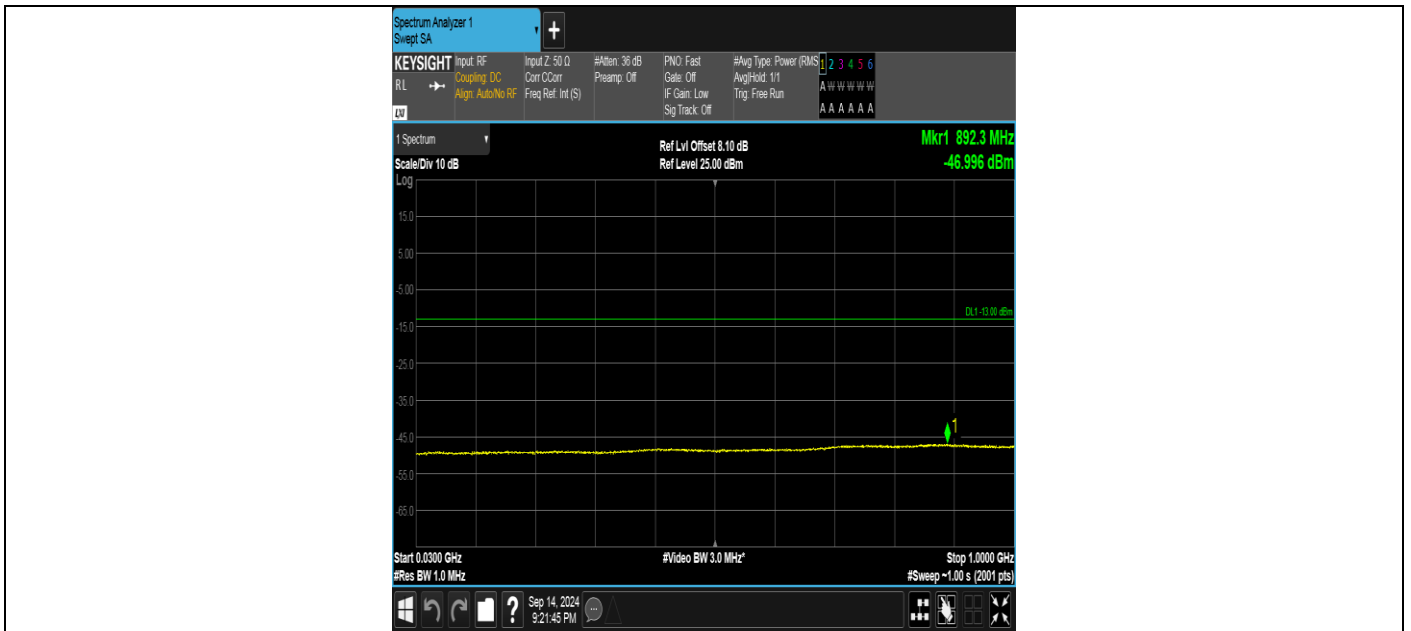 Spectrum Analyzer 1
Swept SA
+
KEYSIGHT
RL
LXI
Input: RF
Coupling: DC
Align: Auto/No RF
Input Z: 50 Ω
Corr CCorr
Freq Ref: Int (S)
#Atten: 36 dB
Preamp: Off
PNO: Fast
Gate: Off
IF Gain: Low
Sig Track: Off
#Avg Type: Power (RMS
Avg|Hold: 1/1
Trig: Free Run
1 2 3 4 5 6
A W W W W W
A A A A A A
1 Spectrum
Scale/Div 10 dB
Ref Lvl Offset 8.10 dB
Ref Level 25.00 dBm
Mkr1 892.3 MHz
-46.996 dBm
Log
15.0
5.00
-5.00
DL1 -13.00 dBm
-15.0
-25.0
-35.0
1
-45.0
-55.0
-65.0
Start 0.0300 GHz
#Video BW 3.0 MHz*
Stop 1.0000 GHz
#Res BW 1.0 MHz
#Sweep ~1.00 s (2001 pts)
?
Sep 14, 2024
9:21:45 PM